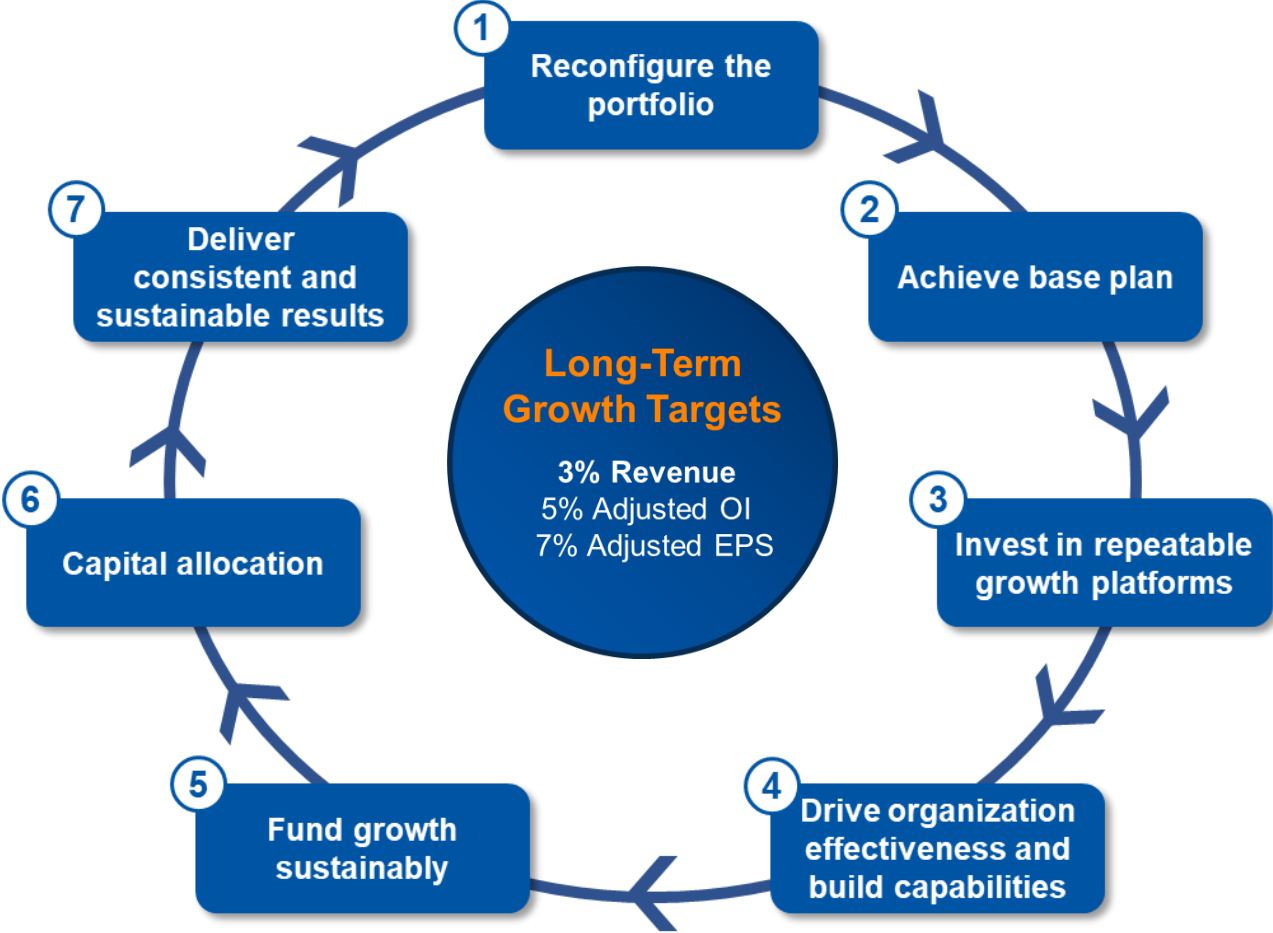 1
Reconfigure the
portfolio
2
Achieve base plan
3
Invest in repeatable
growth platforms
4
Drive organization
effectiveness and
build capabilities
5
Fund growth
sustainably
6
Capital allocation
7
Deliver
consistent and
sustainable results
Long-Term
Growth Targets
3% Revenue
5% Adjusted OI
7% Adjusted EPS